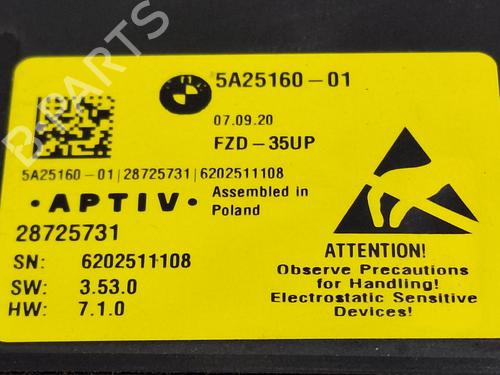 5A25160-01
07.09.20
FZD-35UP
5A25160-01|28725731|6202511108
• APTIV •
Assembled in
Poland
28725731
SN: 6202511108
SW: 3.53.0
HW: 7.1.0
ATTENTION!
Observe Precautions
for Handling!
Electrostatic Sensitive
Devices!
B-PARTS